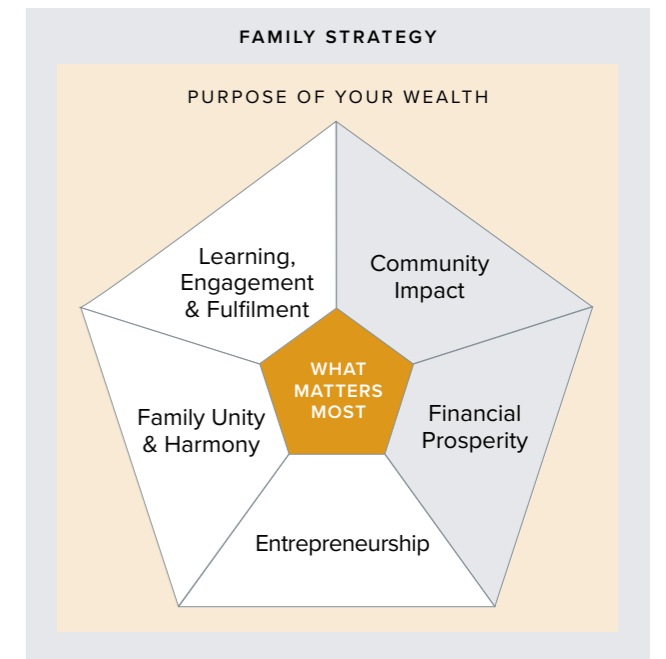 FAMILY STRATEGY
PURPOSE OF YOUR WEALTH
Learning,
Engagement
& Fulfilment
Community
Impact
WHAT
MATTERS
MOST
Family Unity
& Harmony
Financial
Prosperity
Entrepreneurship